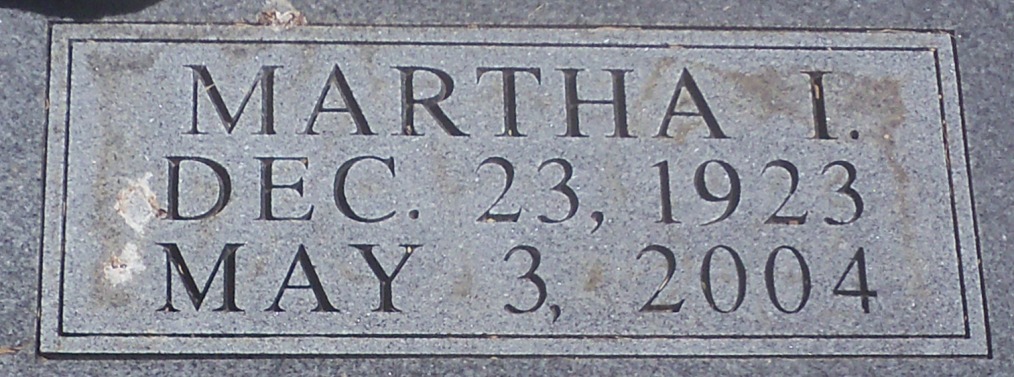 MARTHA I.
DEC. 23, 1923
MAY 3, 2004